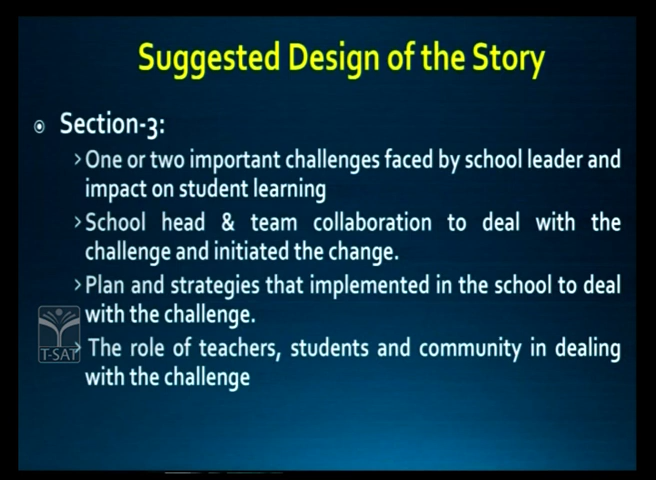 Suggested Design of the Story
Section-3:
One or two important challenges faced by school leader and
impact on student learning
School head & team collaboration to deal with the
challenge and initiated the change.
Plan and strategies that implemented in the school to deal
with the challenge.
T-SAT
The role of teachers, students and community in dealing
with the challenge